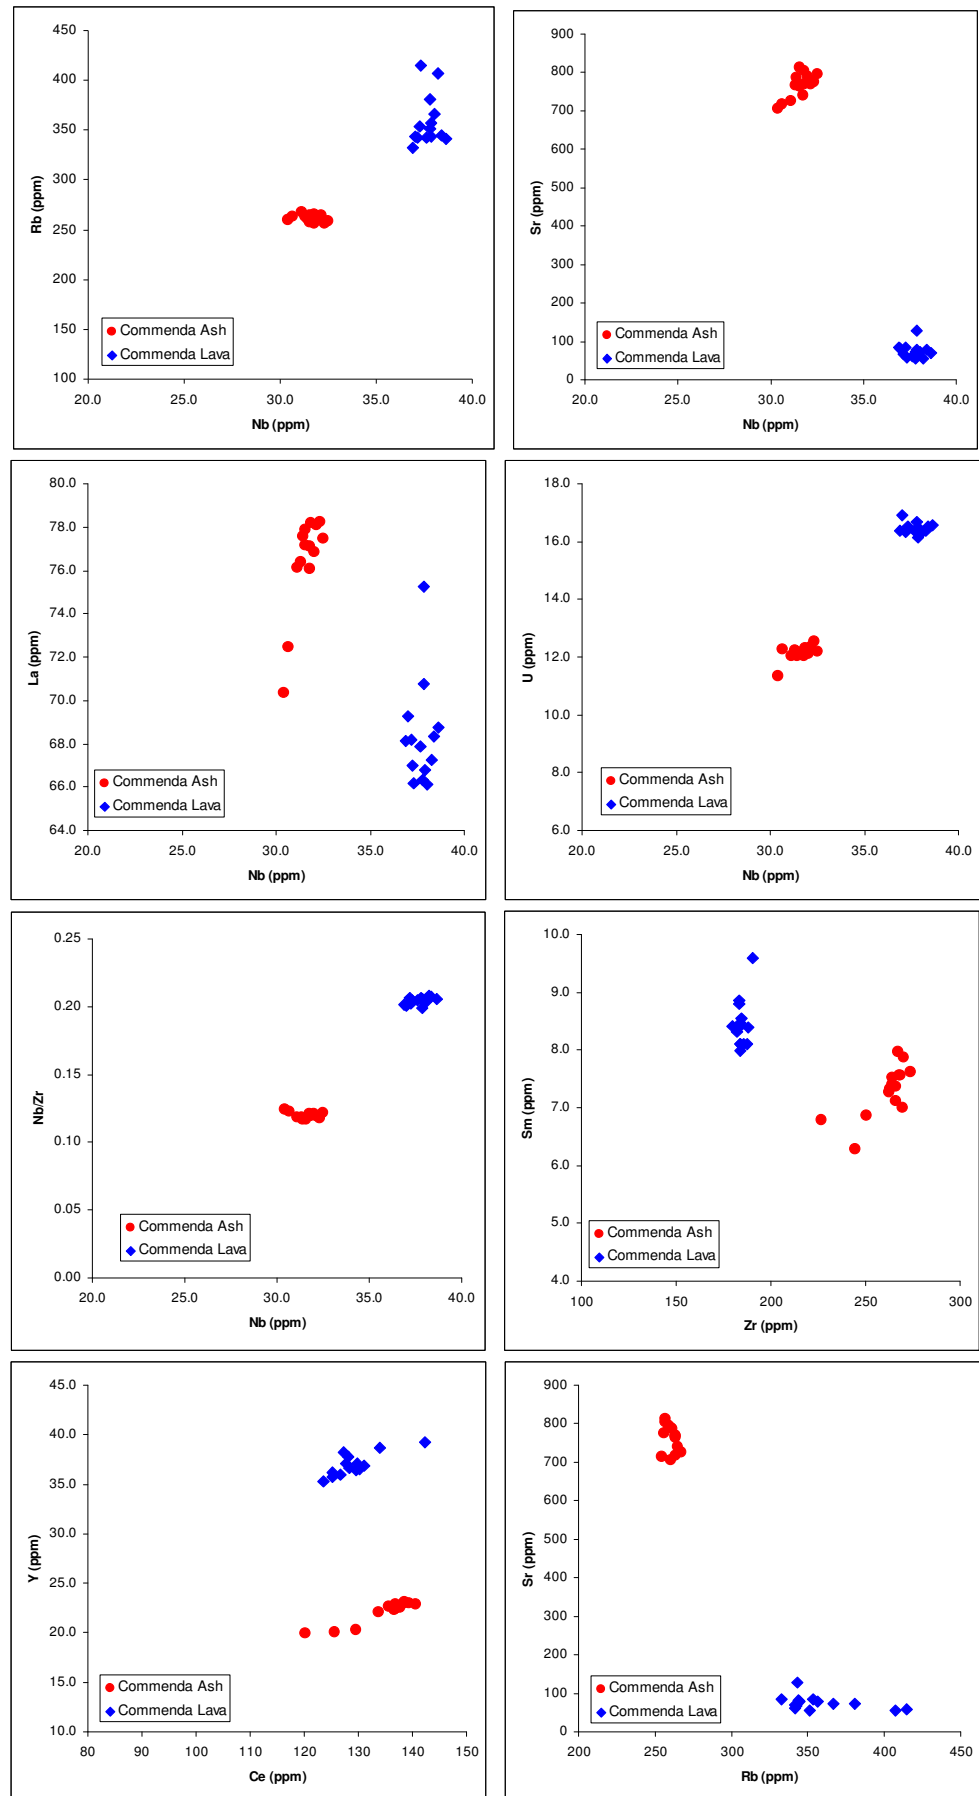 450
400
350
300
250
200
150
100
Rb (ppm)
Commenda Ash
Commenda Lava
20.0 25.0 30.0 35.0 40.0
Nb (ppm)
900
800
700
600
500
400
300
200
100
0
Sr (ppm)
Commenda Ash
Commenda Lava
20.0 25.0 30.0 35.0 40.0
Nb (ppm)
80.0
78.0
76.0
74.0
72.0
70.0
68.0
66.0
64.0
La (ppm)
Commenda Ash
Commenda Lava
20.0 25.0 30.0 35.0 40.0
Nb (ppm)
18.0
16.0
14.0
12.0
10.0
8.0
6.0
U (ppm)
Commenda Ash
Commenda Lava
20.0 25.0 30.0 35.0 40.0
Nb (ppm)
0.25
0.20
0.15
0.10
0.05
0.00
Nb/Zr
Commenda Ash
Commenda Lava
20.0 25.0 30.0 35.0 40.0
Nb (ppm)
10.0
9.0
8.0
7.0
6.0
5.0
4.0
Sm (ppm)
Commenda Ash
Commenda Lava
100 150 200 250 300
Zr (ppm)
45.0
40.0
35.0
30.0
25.0
20.0
15.0
10.0
Y (ppm)
Commenda Ash
Commenda Lava
80 90 100 110 120 130 140 150
Ce (ppm)
900
800
700
600
500
400
300
200
100
0
Sr (ppm)
Commenda Ash
Commenda Lava
200 250 300 350 400 450
Rb (ppm)